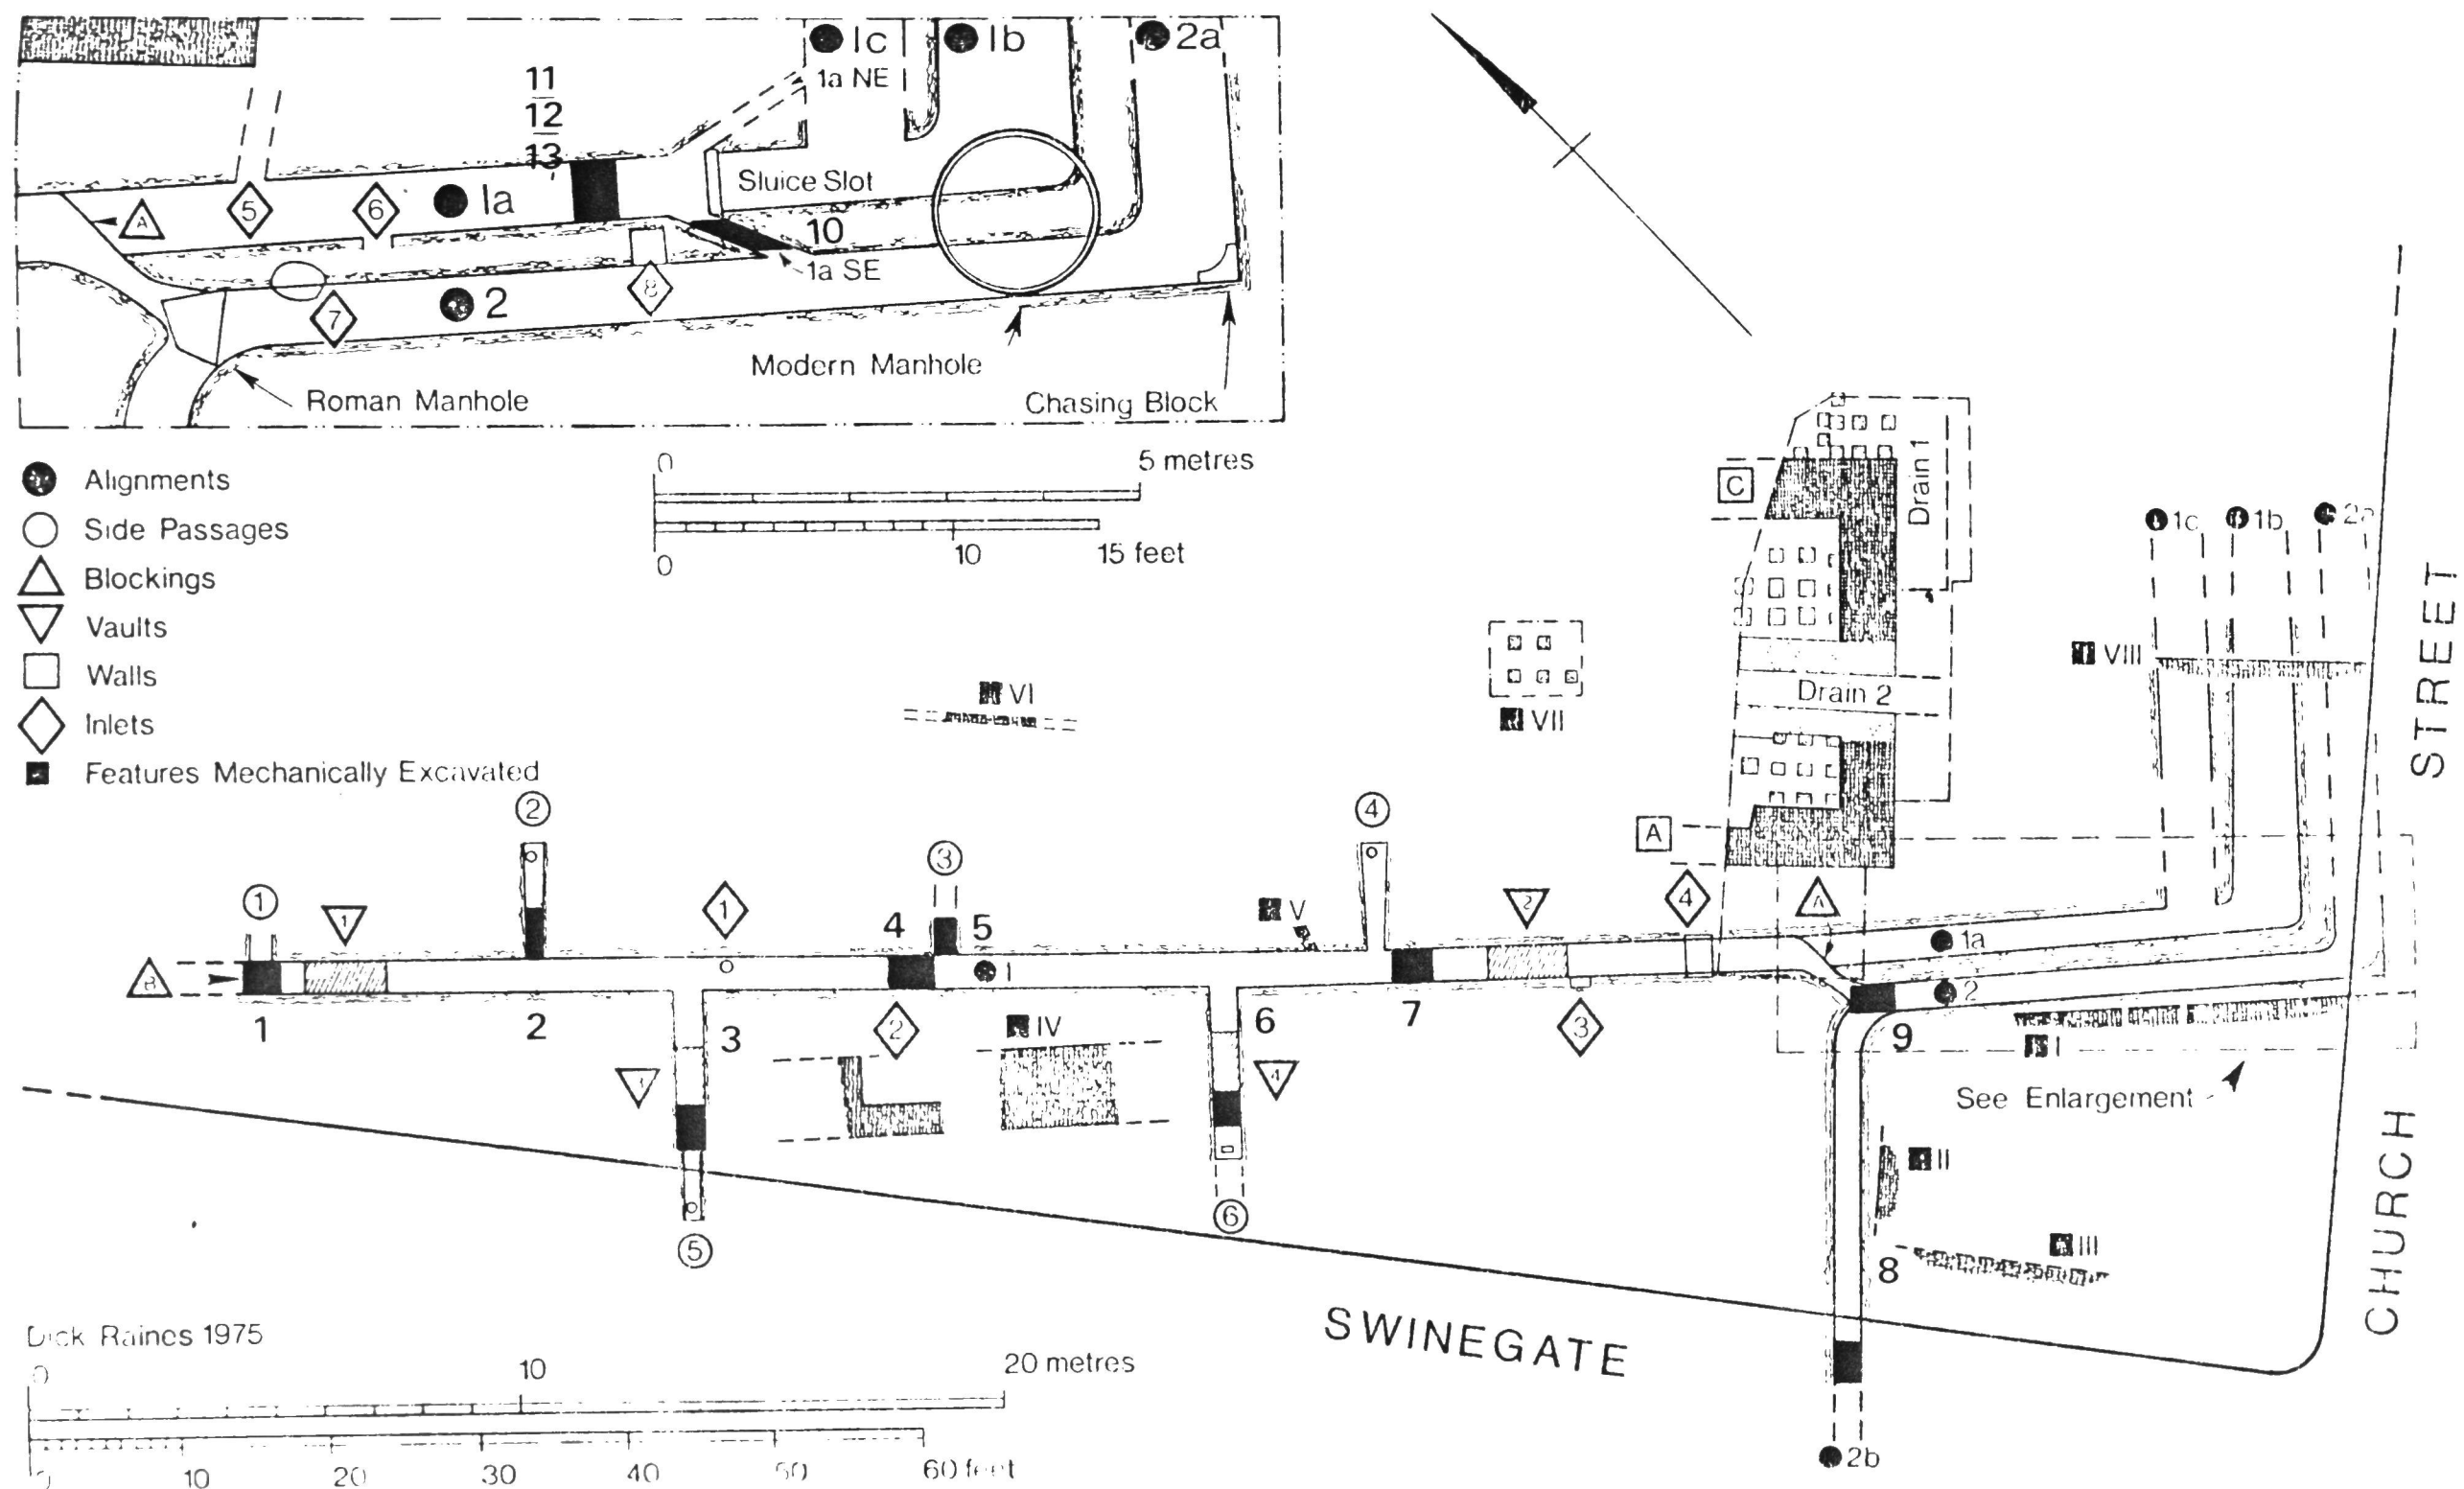 1c
1b
2a
1a NE
11
12
13
Sluice Slot
A
5
6
1a
10
1a SE
8
7
2
Modern Manhole
Roman Manhole
Chasing Block
Alignments
Side Passages
Blockings
Vaults
Walls
Inlets
Features Mechanically Excavated
0 5 metres
0 10 15 feet
C
Drain 1
1c
1b
2a
VIII
STREET
VI
VII
Drain 2
A
2
4
3
1
1
1
4
5
V
2
4
A
1a
B
1
2
1
2
3
2
IV
6
7
3
9
I
3
4
See Enlargement
CHURCH
II
5
6
III
8
SWINEGATE
2b
Dick Raines 1975
0 10 20 metres
0 10 20 30 40 50 60 feet